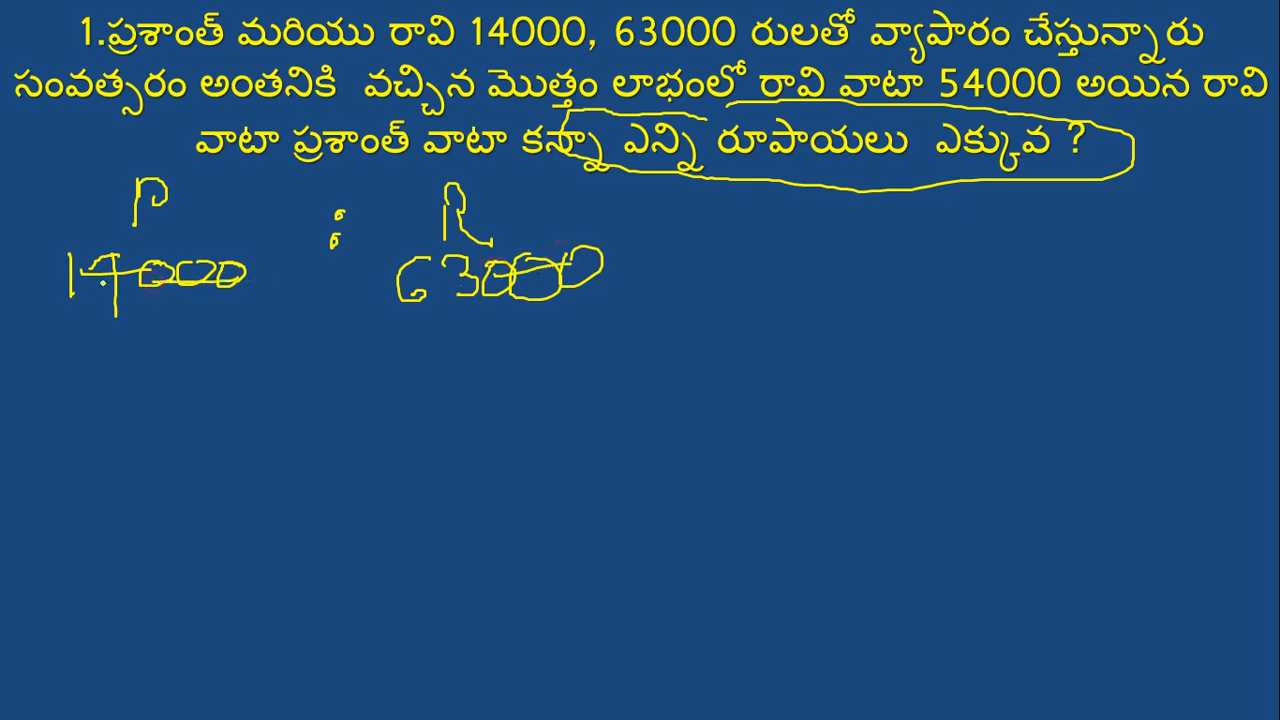 1.ప్రశాంత్ మరియు రావి 14000, 63000 రులతో వ్యాపారం చేస్తున్నారు
సంవత్సరం అంతనికి వచ్చిన మొత్తం లాభంలో రావి వాటా 54000 అయిన రావి
వాటా ప్రశాంత్ వాటా కన్నా ఎన్ని రూపాయలు ఎక్కువ ?
P : R
14000 63000